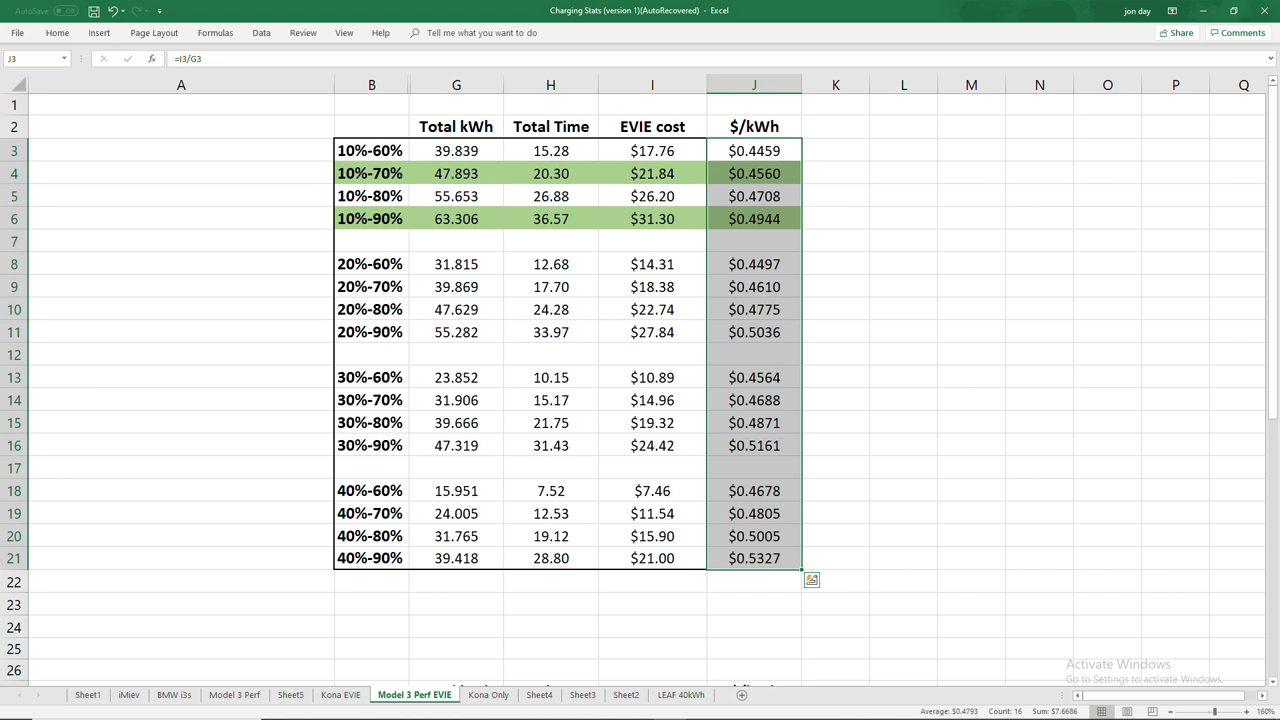 AutoSave Off Charging Stats (version 1)(AutoRecovered) - Excel jon day
File Home Insert Page Layout Formulas Data Review View Help Tell me what you want to do Share Comments
J3 fx =I3/G3
A B G H I J K L M N O P Q
1
2 Total kWh Total Time EVIE cost $/kWh
3 10%-60% 39.839 15.28 $17.76 $0.4459
4 10%-70% 47.893 20.30 $21.84 $0.4560
5 10%-80% 55.653 26.88 $26.20 $0.4708
6 10%-90% 63.306 36.57 $31.30 $0.4944
7
8 20%-60% 31.815 12.68 $14.31 $0.4497
9 20%-70% 39.869 17.70 $18.38 $0.4610
10 20%-80% 47.629 24.28 $22.74 $0.4775
11 20%-90% 55.282 33.97 $27.84 $0.5036
12
13 30%-60% 23.852 10.15 $10.89 $0.4564
14 30%-70% 31.906 15.17 $14.96 $0.4688
15 30%-80% 39.666 21.75 $19.32 $0.4871
16 30%-90% 47.319 31.43 $24.42 $0.5161
17
18 40%-60% 15.951 7.52 $7.46 $0.4678
19 40%-70% 24.005 12.53 $11.54 $0.4805
20 40%-80% 31.765 19.12 $15.90 $0.5005
21 40%-90% 39.418 28.80 $21.00 $0.5327
22
23
24
25
26
Activate Windows
Go to Settings to activate Windows.
Sheet1 iMiev BMW i3s Model 3 Perf Sheet5 Kona EVIE Model 3 Perf EVIE Kona Only Sheet4 Sheet3 Sheet2 LEAF 40kWh
Average: $0.4793 Count: 16 Sum: $7.6686 160%